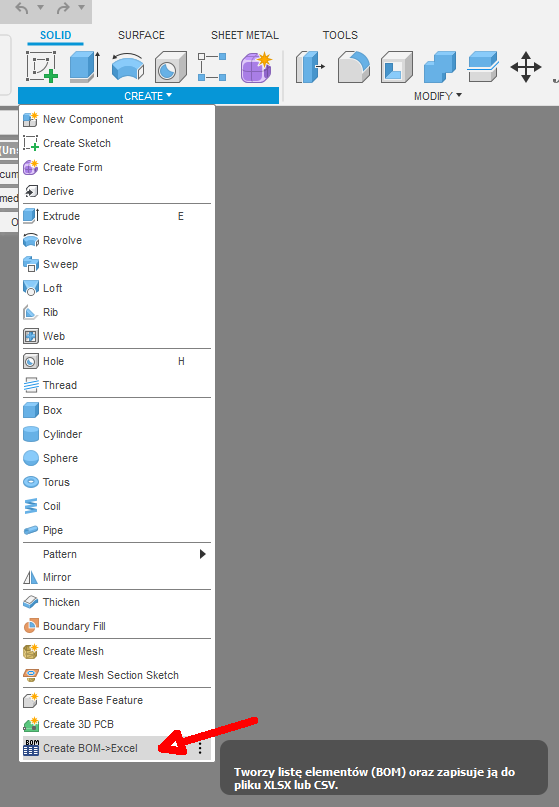 SOLID SURFACE SHEET METAL TOOLS
CREATE MODIFY
New Component
Create Sketch
Create Form
Derive
Extrude E
Revolve
Sweep
Loft
Rib
Web
Hole H
Thread
Box
Cylinder
Sphere
Torus
Coil
Pipe
Pattern
Mirror
Thicken
Boundary Fill
Create Mesh
Create Mesh Section Sketch
Create Base Feature
Create 3D PCB
BOM
Create BOM->Excel
Tworzy listę elementów (BOM) oraz zapisuje ją do
pliku XLSX lub CSV.